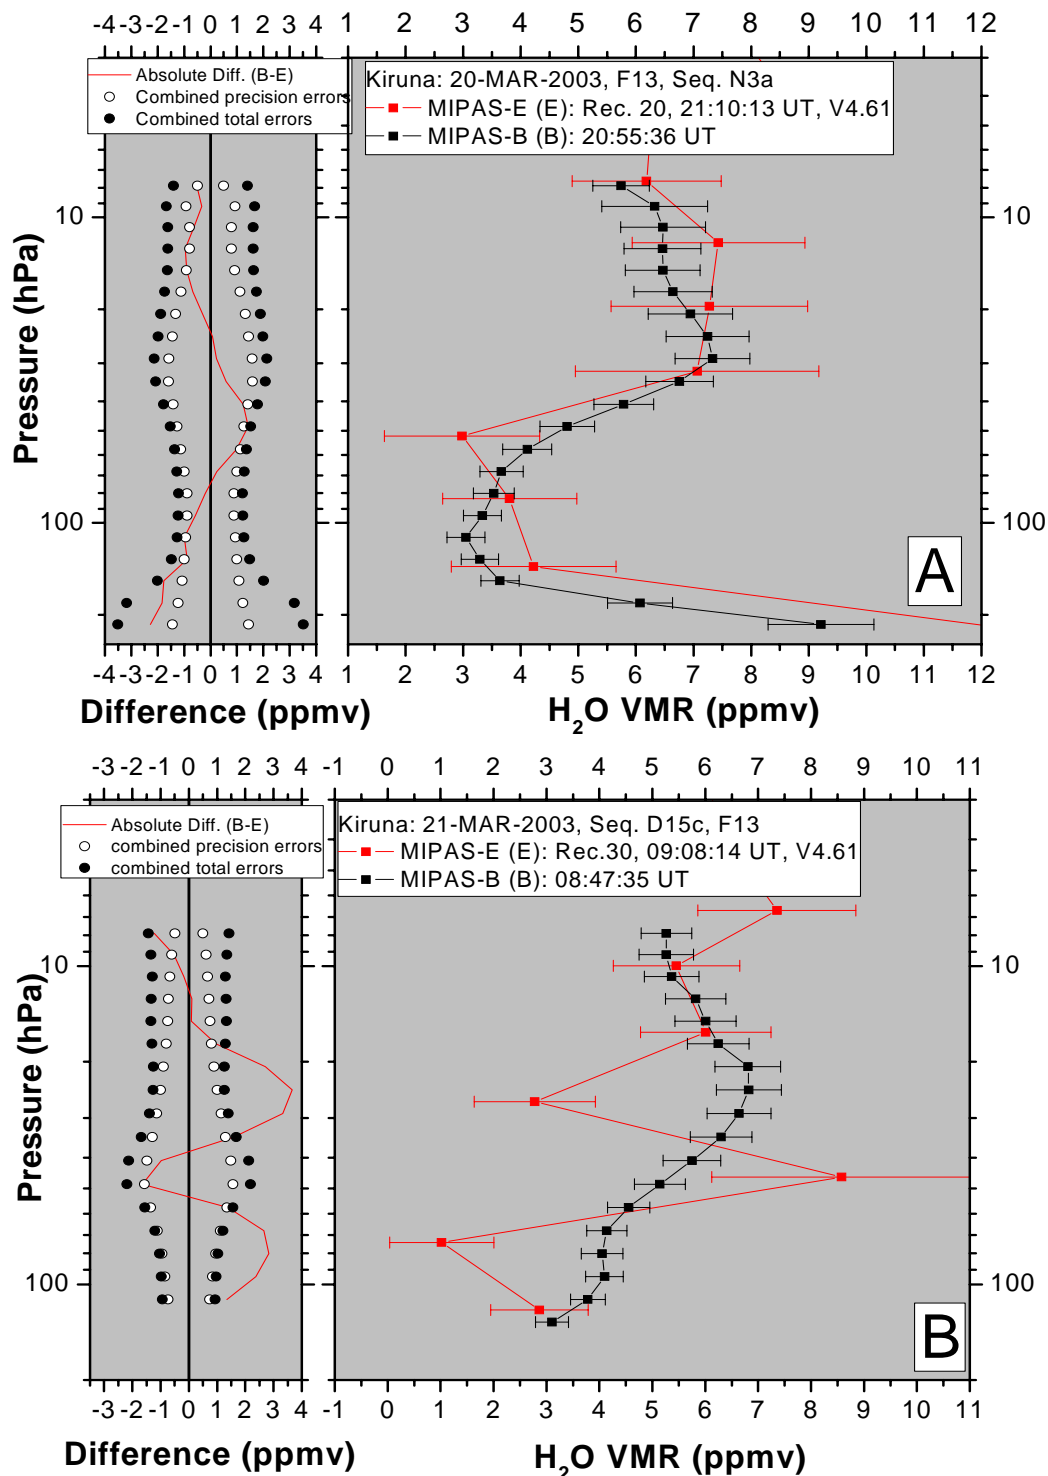 -4 -3 -2 -1 0 1 2 3 4
1 2 3 4 5 6 7 8 9 10 11 12
Absolute Diff. (B-E)
Combined precision errors
Combined total errors
Kiruna: 20-MAR-2003, F13, Seq. N3a
MIPAS-E (E): Rec. 20, 21:10:13 UT, V4.61
MIPAS-B (B): 20:55:36 UT
Pressure (hPa)
10
100
10
100
A
-4 -3 -2 -1 0 1 2 3 4
1 2 3 4 5 6 7 8 9 10 11 12
Difference (ppmv)
H2O VMR (ppmv)
-3 -2 -1 0 1 2 3 4
-1 0 1 2 3 4 5 6 7 8 9 10 11
Absolute Diff. (B-E)
combined precision errors
combined total errors
Kiruna: 21-MAR-2003, Seq. D15c, F13
MIPAS-E (E): Rec.30, 09:08:14 UT, V4.61
MIPAS-B (B): 08:47:35 UT
Pressure (hPa)
10
100
10
100
B
-3 -2 -1 0 1 2 3 4
-1 0 1 2 3 4 5 6 7 8 9 10 11
Difference (ppmv)
H2O VMR (ppmv)